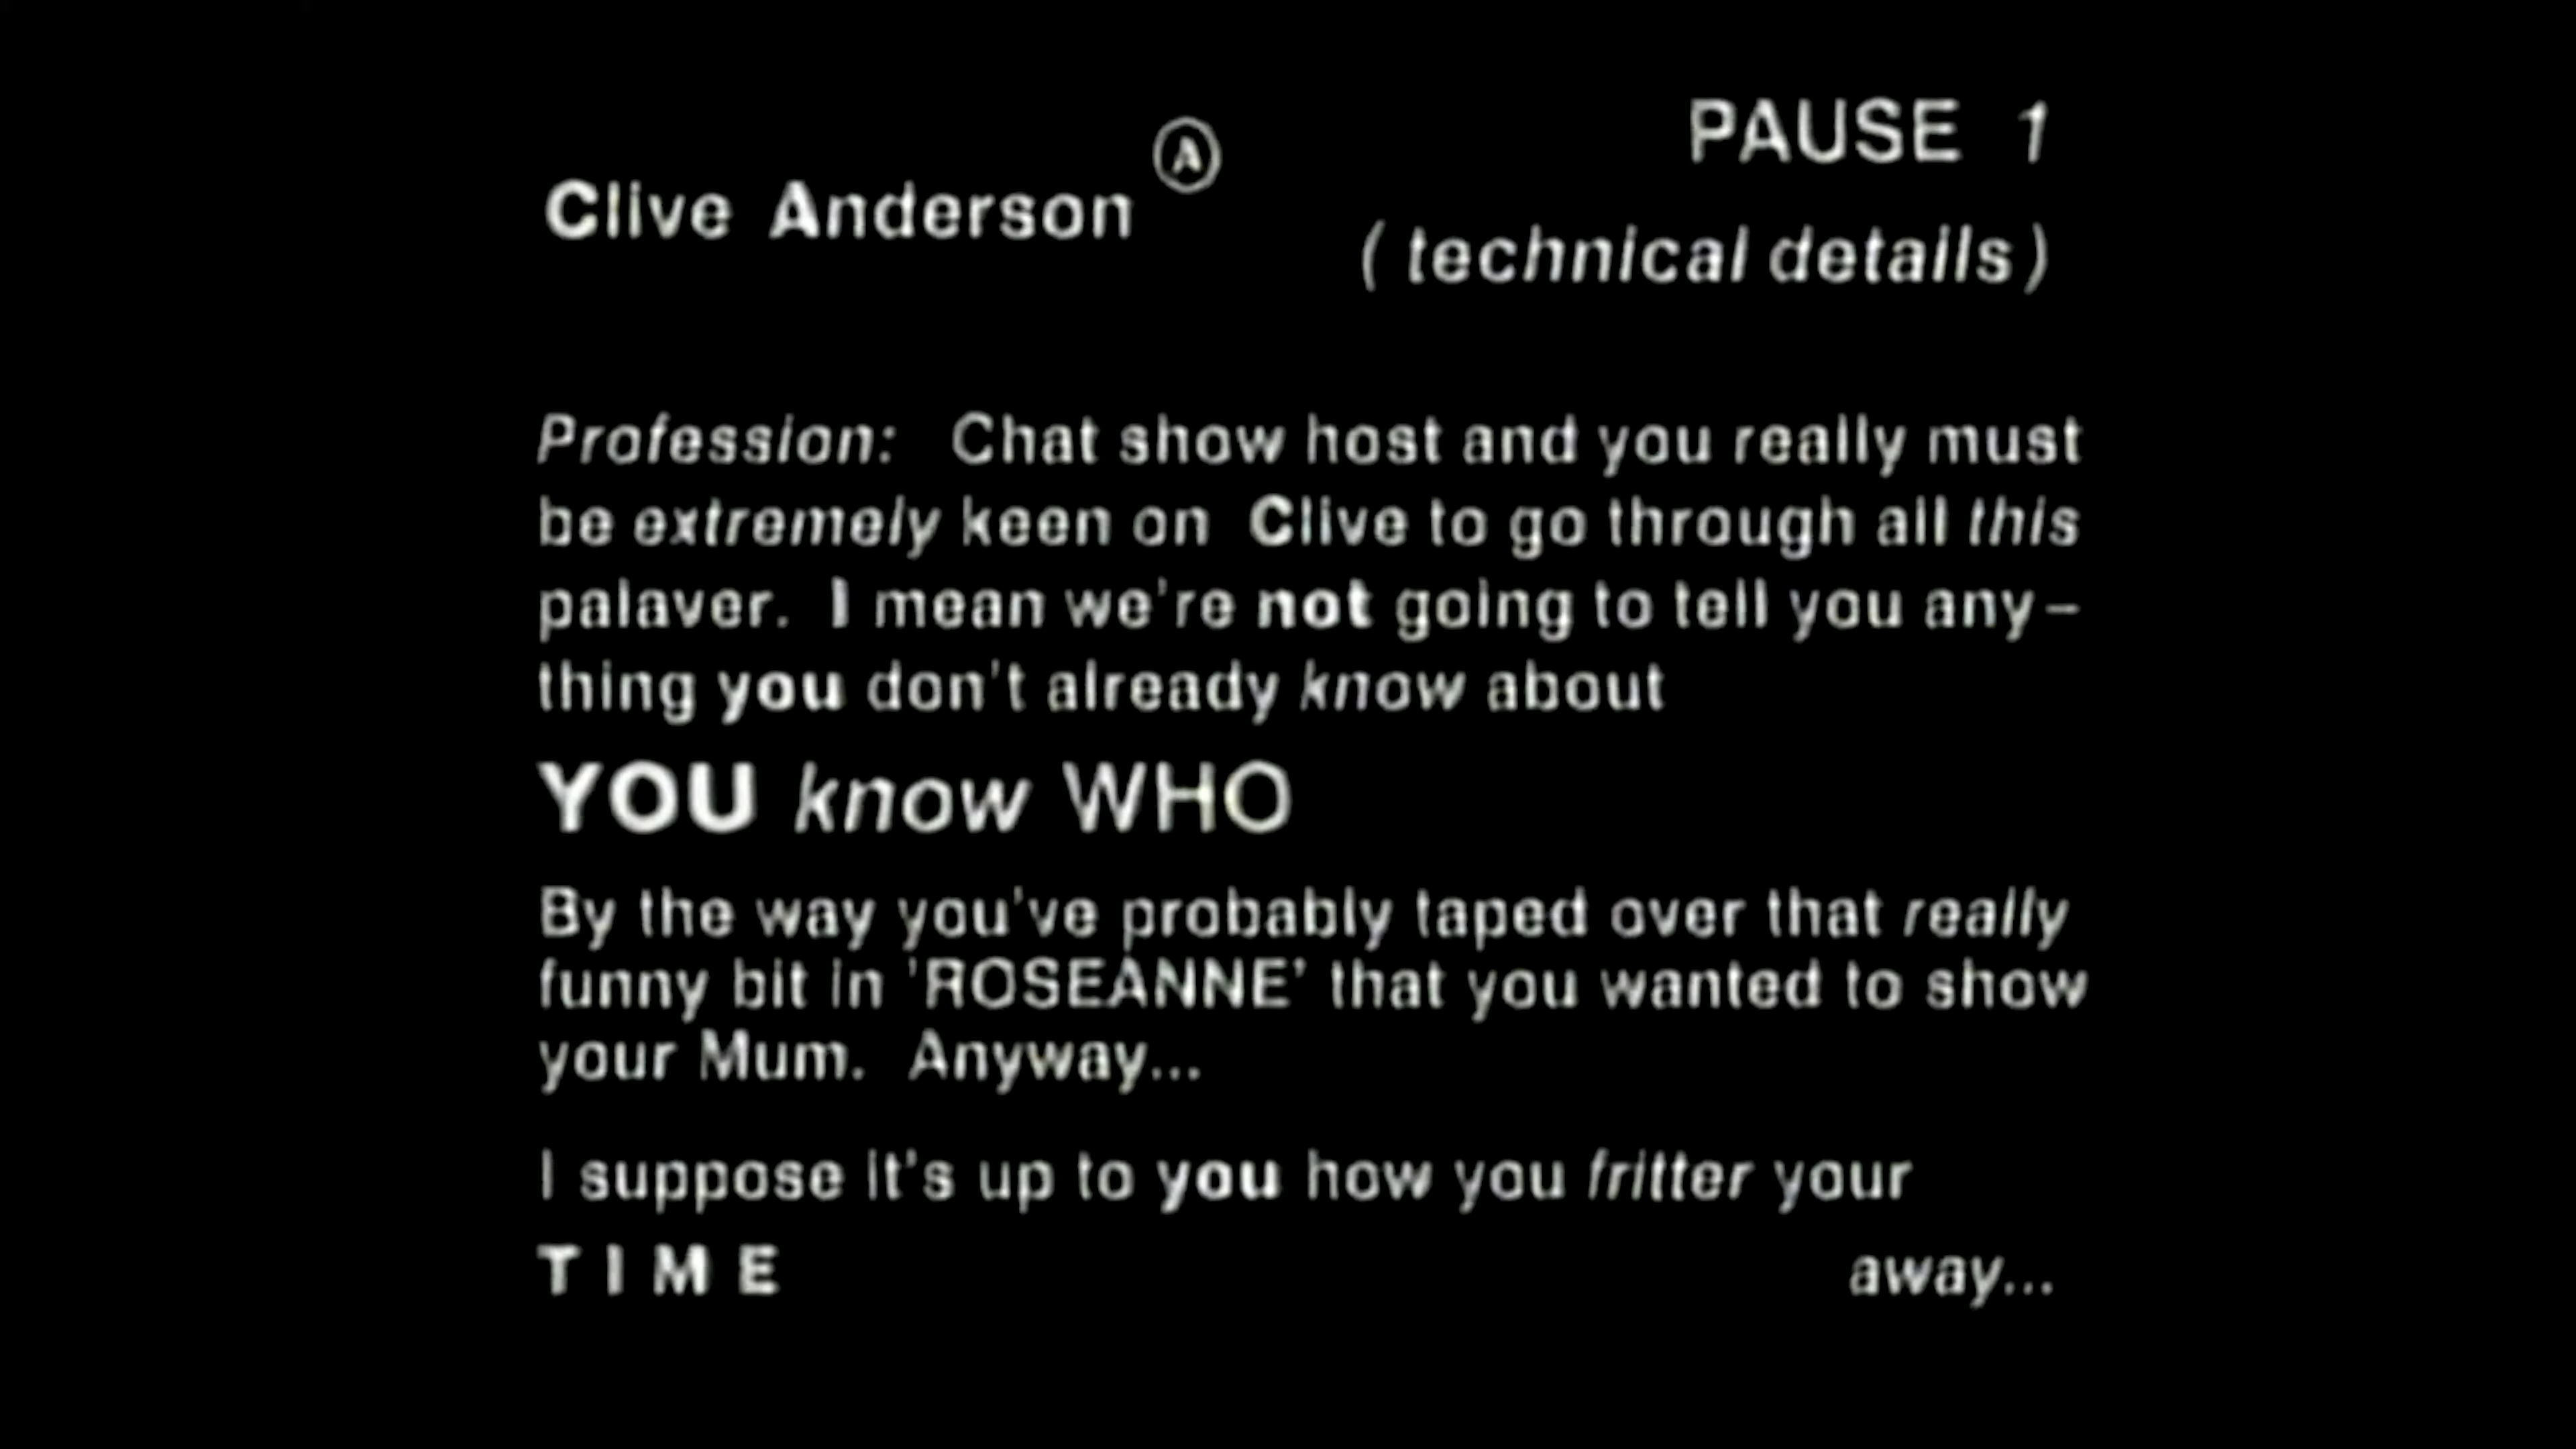 PAUSE 1
Clive Anderson Ⓐ
( technical details)
Profession: Chat show host and you really must
be extremely keen on Clive to go through all this
palaver. I mean we're not going to tell you any-
thing you don't already know about
YOU know WHO
By the way you've probably taped over that really
funny bit in 'ROSEANNE' that you wanted to show
your Mum. Anyway...
I suppose it's up to you how you fritter your
TIME away...